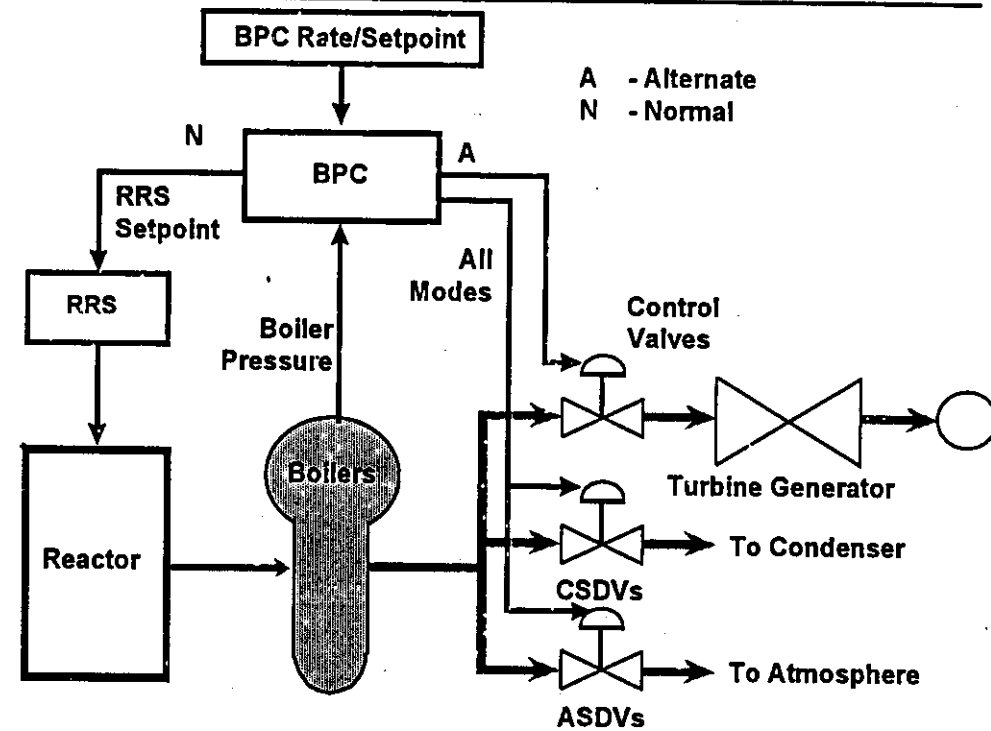 BPC Rate/Setpoint
A - Alternate
N - Normal
N
BPC
A
RRS
Setpoint
All
Modes
RRS
Boiler
Pressure
Control
Valves
Boilers
Turbine Generator
Reactor
To Condenser
CSDVs
To Atmosphere
ASDVs